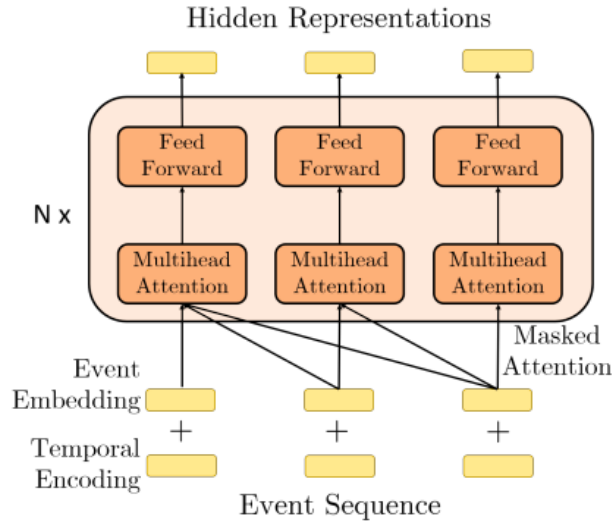 Hidden Representations
Feed
Forward
Feed
Forward
Feed
Forward
N x
Multihead
Attention
Multihead
Attention
Multihead
Attention
Masked
Attention
Event
Embedding
+
+
+
Temporal
Encoding
Event Sequence